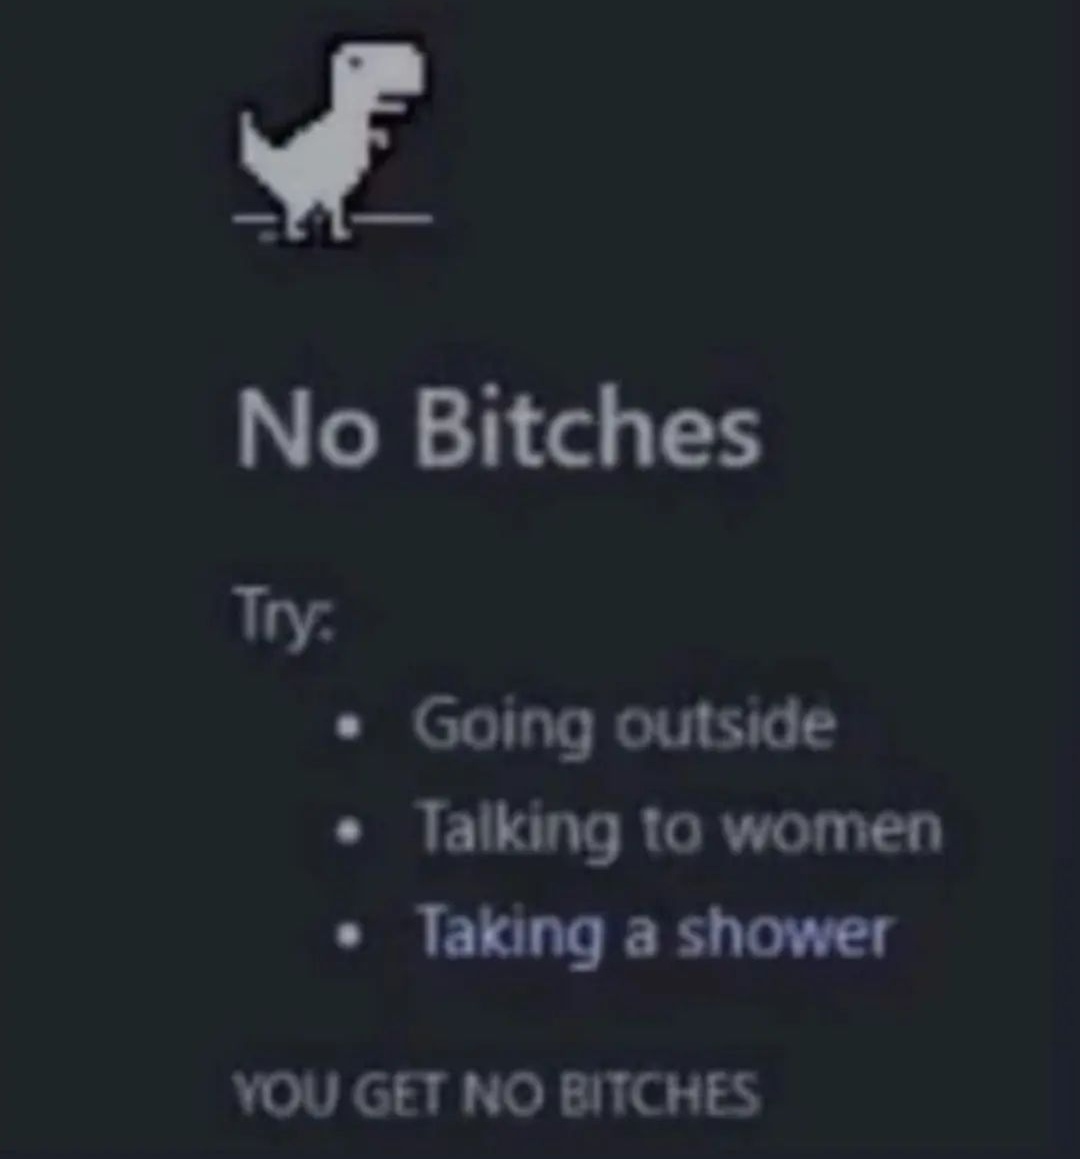 No Bitches
Try:
• Going outside
• Talking to women
• Taking a shower
YOU GET NO BITCHES